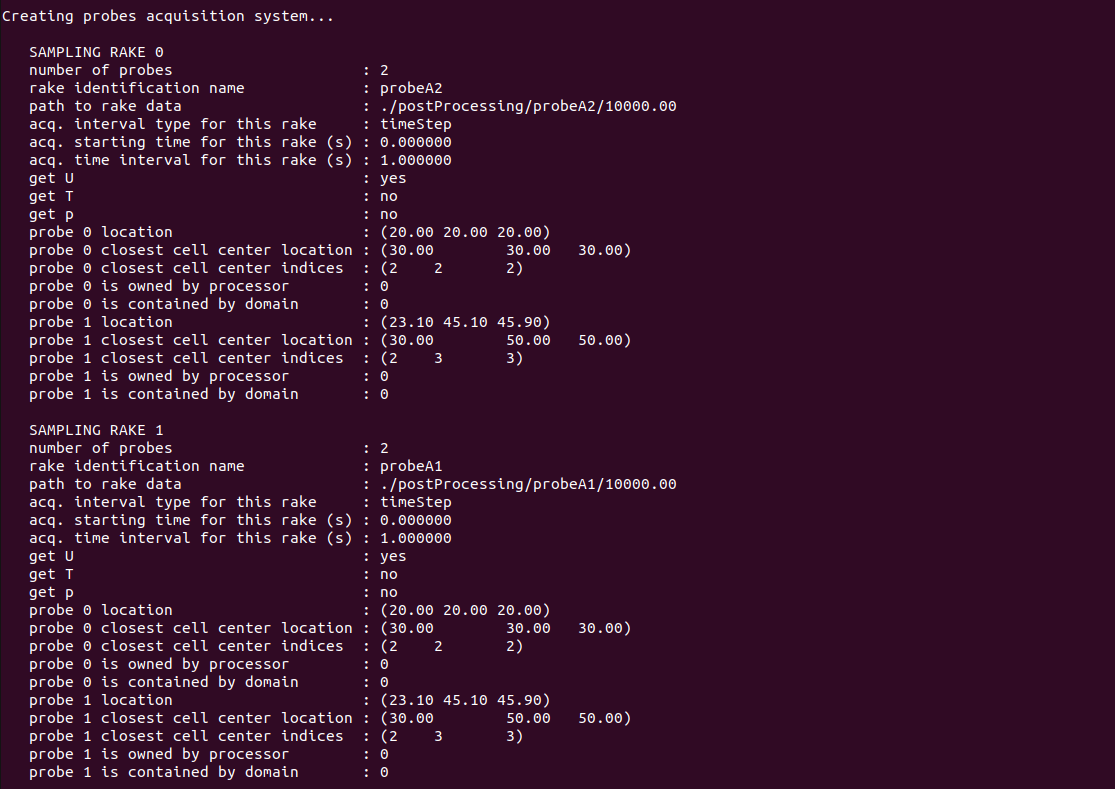 Creating probes acquisition system...
SAMPLING RAKE 0
number of probes : 2
rake identification name : probeA2
path to rake data : ./postProcessing/probeA2/10000.00
acq. interval type for this rake : timeStep
acq. starting time for this rake (s) : 0.000000
acq. time interval for this rake (s) : 1.000000
get U : yes
get T : no
get p : no
probe 0 location : (20.00 20.00 20.00)
probe 0 closest cell center location : (30.00 30.00 30.00)
probe 0 closest cell center indices : (2 2 2)
probe 0 is owned by processor : 0
probe 0 is contained by domain : 0
probe 1 location : (23.10 45.10 45.90)
probe 1 closest cell center location : (30.00 50.00 50.00)
probe 1 closest cell center indices : (2 3 3)
probe 1 is owned by processor : 0
probe 1 is contained by domain : 0
SAMPLING RAKE 1
number of probes : 2
rake identification name : probeA1
path to rake data : ./postProcessing/probeA1/10000.00
acq. interval type for this rake : timeStep
acq. starting time for this rake (s) : 0.000000
acq. time interval for this rake (s) : 1.000000
get U : yes
get T : no
get p : no
probe 0 location : (20.00 20.00 20.00)
probe 0 closest cell center location : (30.00 30.00 30.00)
probe 0 closest cell center indices : (2 2 2)
probe 0 is owned by processor : 0
probe 0 is contained by domain : 0
probe 1 location : (23.10 45.10 45.90)
probe 1 closest cell center location : (30.00 50.00 50.00)
probe 1 closest cell center indices : (2 3 3)
probe 1 is owned by processor : 0
probe 1 is contained by domain : 0